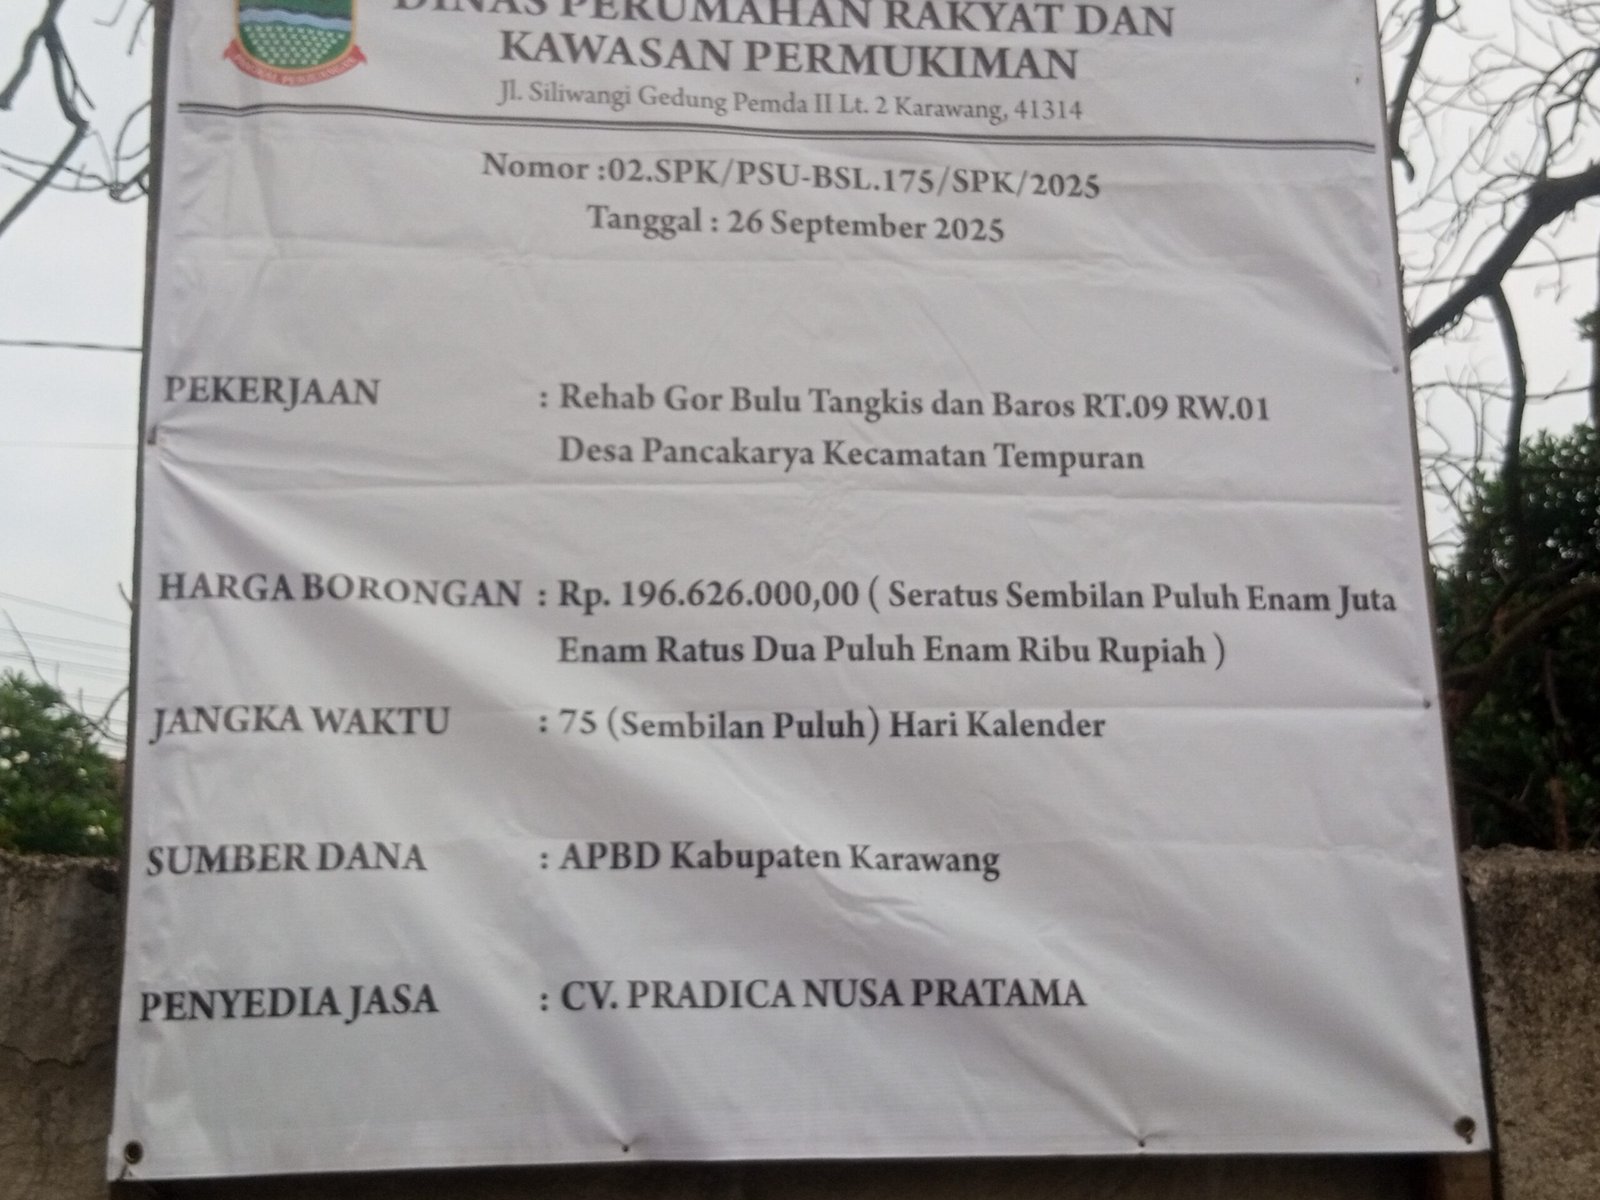 DINAS PERUMAHAN RAKYAT DAN
KAWASAN PERMUKIMAN
Jl. Siliwangi Gedung Pemda II Lt. 2 Karawang, 41314
PANGKAL PERJUANGAN
Nomor :02.SPK/PSU-BSL.175/SPK/2025
Tanggal : 26 September 2025
PEKERJAAN : Rehab Gor Bulu Tangkis dan Baros RT.09 RW.01
Desa Pancakarya Kecamatan Tempuran
HARGA BORONGAN : Rp. 196.626.000,00 ( Seratus Sembilan Puluh Enam Juta
Enam Ratus Dua Puluh Enam Ribu Rupiah )
JANGKA WAKTU : 75 (Sembilan Puluh) Hari Kalender
SUMBER DANA : APBD Kabupaten Karawang
PENYEDIA JASA : CV. PRADICA NUSA PRATAMA